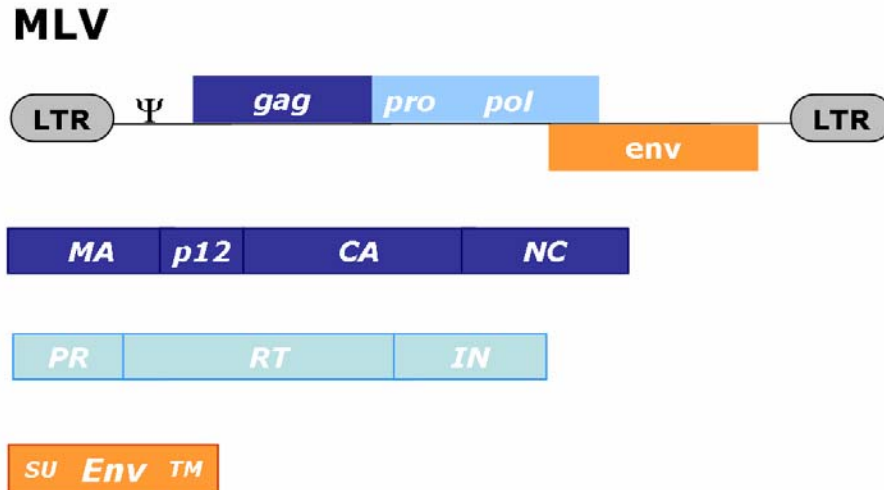 MLV
LTR Ψ gag pro pol LTR
env
MA p12 CA NC
PR RT IN
SU Env TM